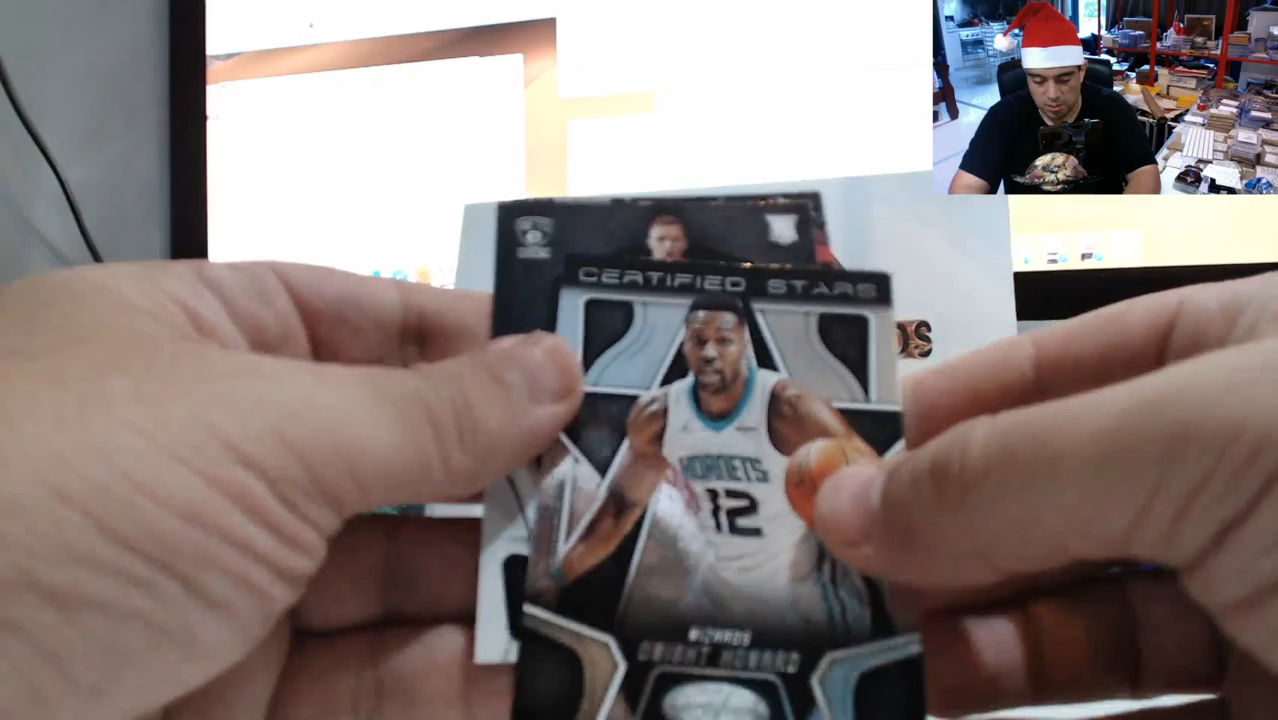 CERTIFIED STARS
HORNETS
12
WIZARDS
DWIGHT HOWARD